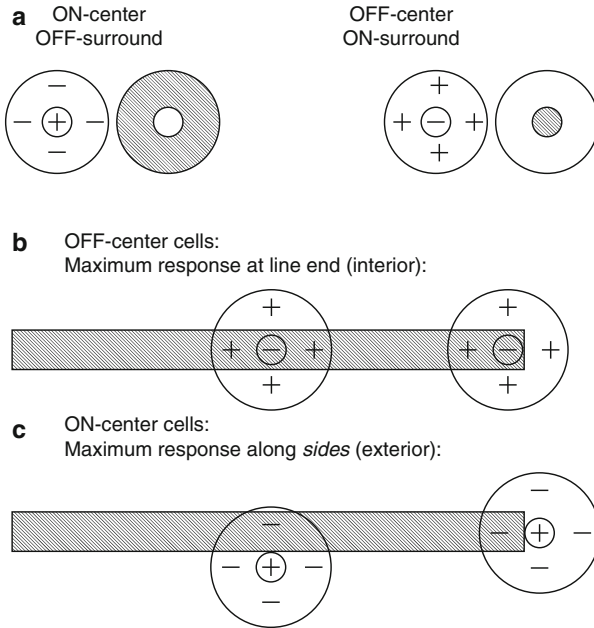 a
ON-center
OFF-surround
OFF-center
ON-surround
b
OFF-center cells:
Maximum response at line end (interior):
c
ON-center cells:
Maximum response along sides (exterior):